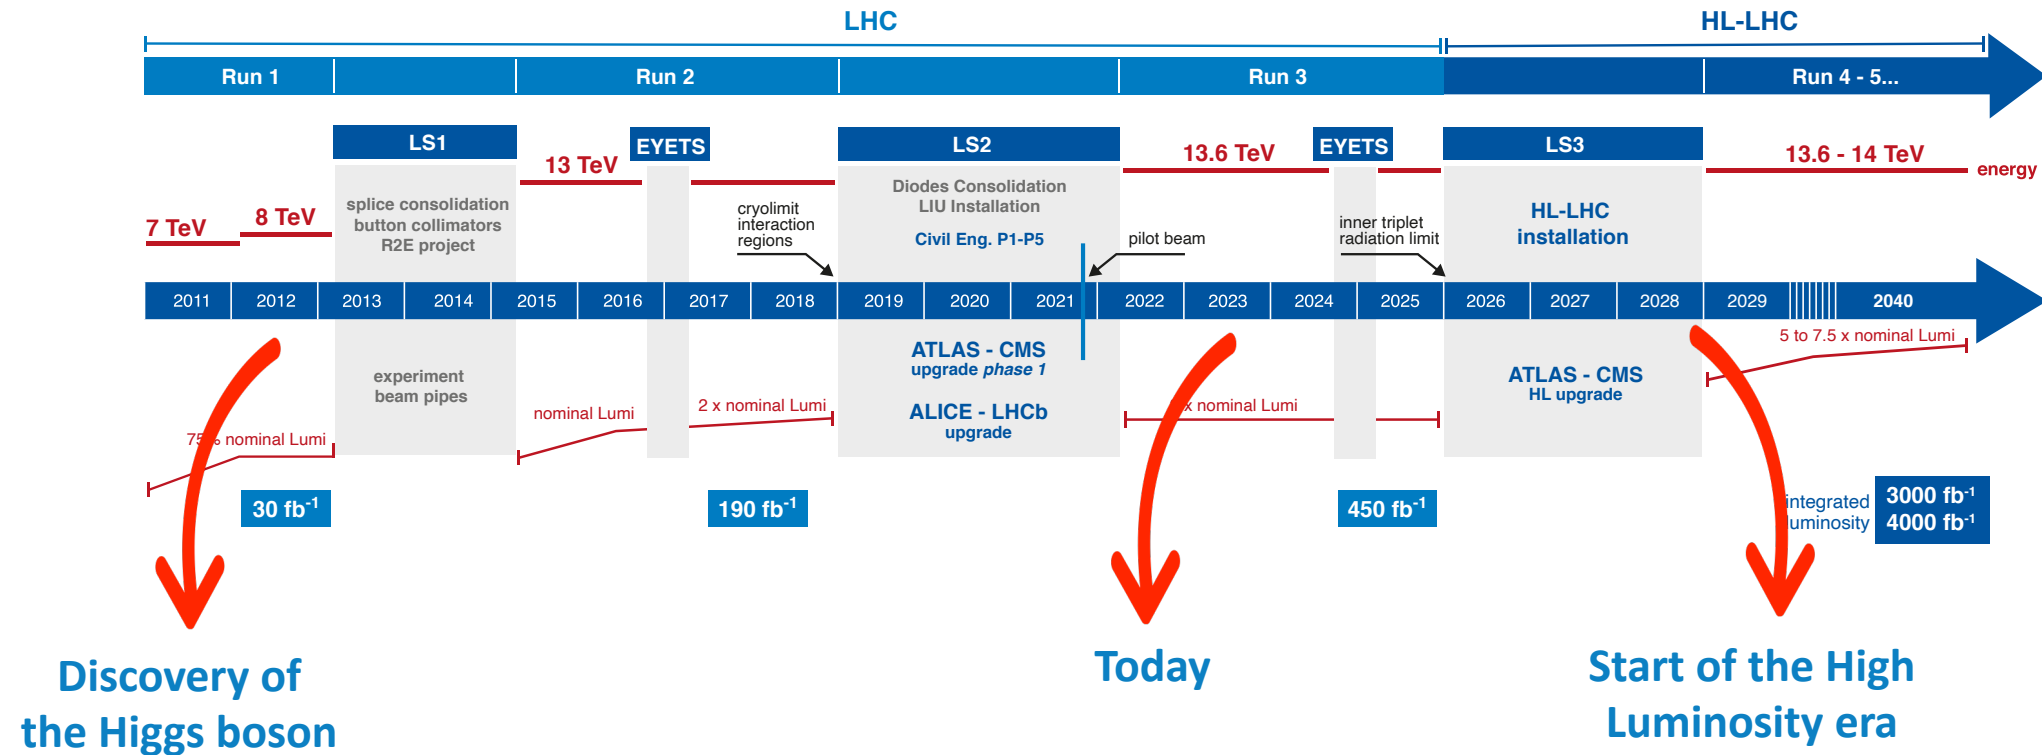 LHC
HL-LHC
Run 1
Run 2
Run 3
Run 4 - 5...
LS1
EYETS
LS2
EYETS
LS3
7 TeV
8 TeV
13 TeV
13.6 TeV
13.6 - 14 TeV
energy
splice consolidation
button collimators
R2E project
cryolimit
interaction
regions
Diodes Consolidation
LIU Installation
Civil Eng. P1-P5
pilot beam
inner triplet
radiation limit
HL-LHC
installation
2011
2012
2013
2014
2015
2016
2017
2018
2019
2020
2021
2022
2023
2024
2025
2026
2027
2028
2029
2040
experiment
beam pipes
ATLAS - CMS
upgrade phase 1
ALICE - LHCb
upgrade
ATLAS - CMS
HL upgrade
75% nominal Lumi
nominal Lumi
2 x nominal Lumi
x nominal Lumi
5 to 7.5 x nominal Lumi
30 fb⁻¹
190 fb⁻¹
450 fb⁻¹
integrated
luminosity
3000 fb⁻¹
4000 fb⁻¹
Discovery of
the Higgs boson
Today
Start of the High
Luminosity era